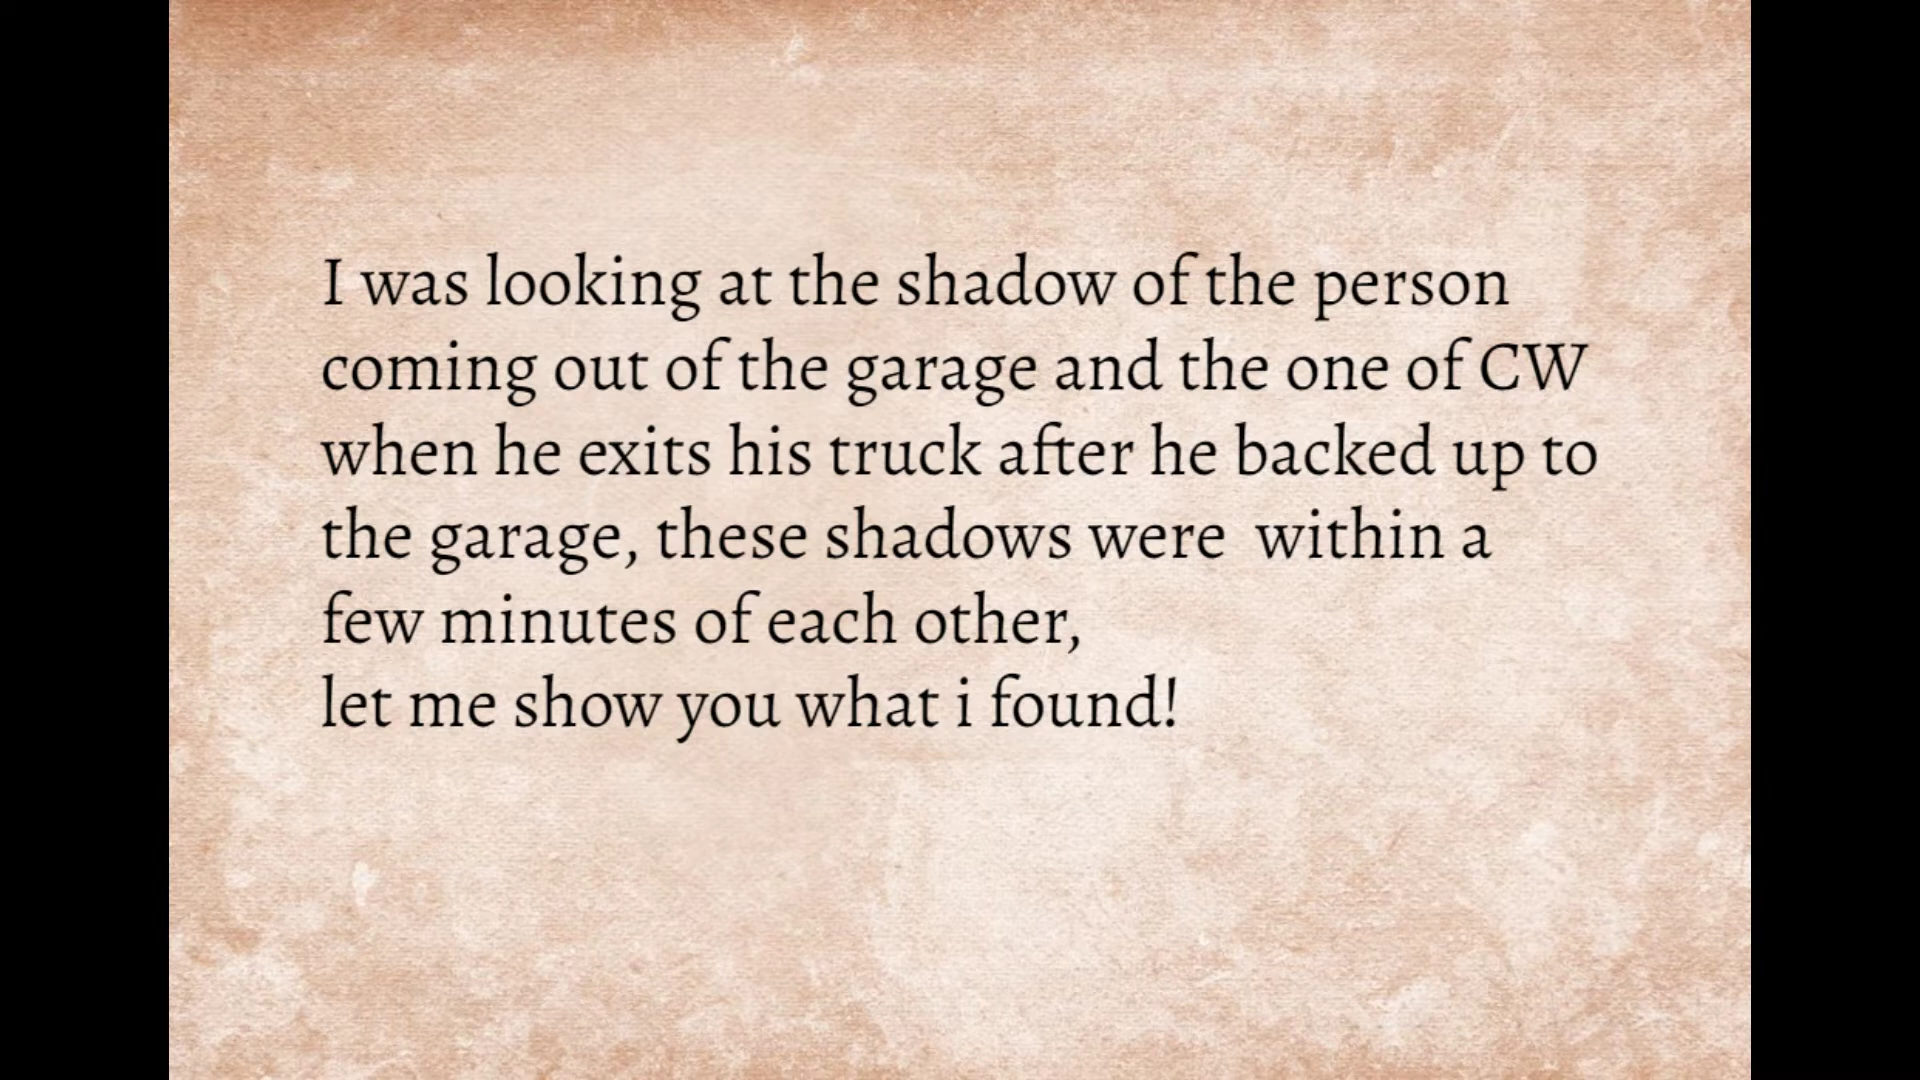 I was looking at the shadow of the person
coming out of the garage and the one of CW
when he exits his truck after he backed up to
the garage, these shadows were  within a
few minutes of each other,
let me show you what i found!